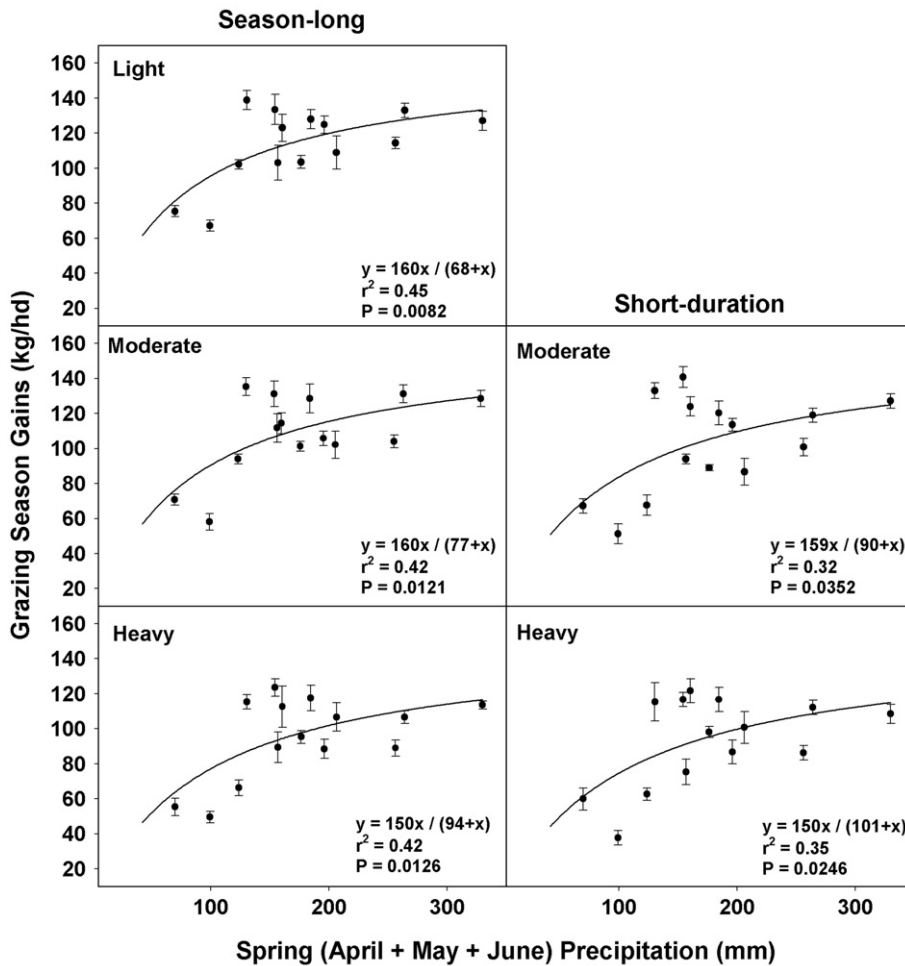 Season-long
Light
160
140
120
100
80
60
40
20
y = 160x / (68+x)
r² = 0.45
P = 0.0082
Short-duration
Moderate
160
140
120
100
80
60
40
20
y = 160x / (77+x)
r² = 0.42
P = 0.0121
Moderate
y = 159x / (90+x)
r² = 0.32
P = 0.0352
Heavy
160
140
120
100
80
60
40
20
y = 150x / (94+x)
r² = 0.42
P = 0.0126
Heavy
y = 150x / (101+x)
r² = 0.35
P = 0.0246
100 200 300
100 200 300
Grazing Season Gains (kg/hd)
Spring (April + May + June) Precipitation (mm)